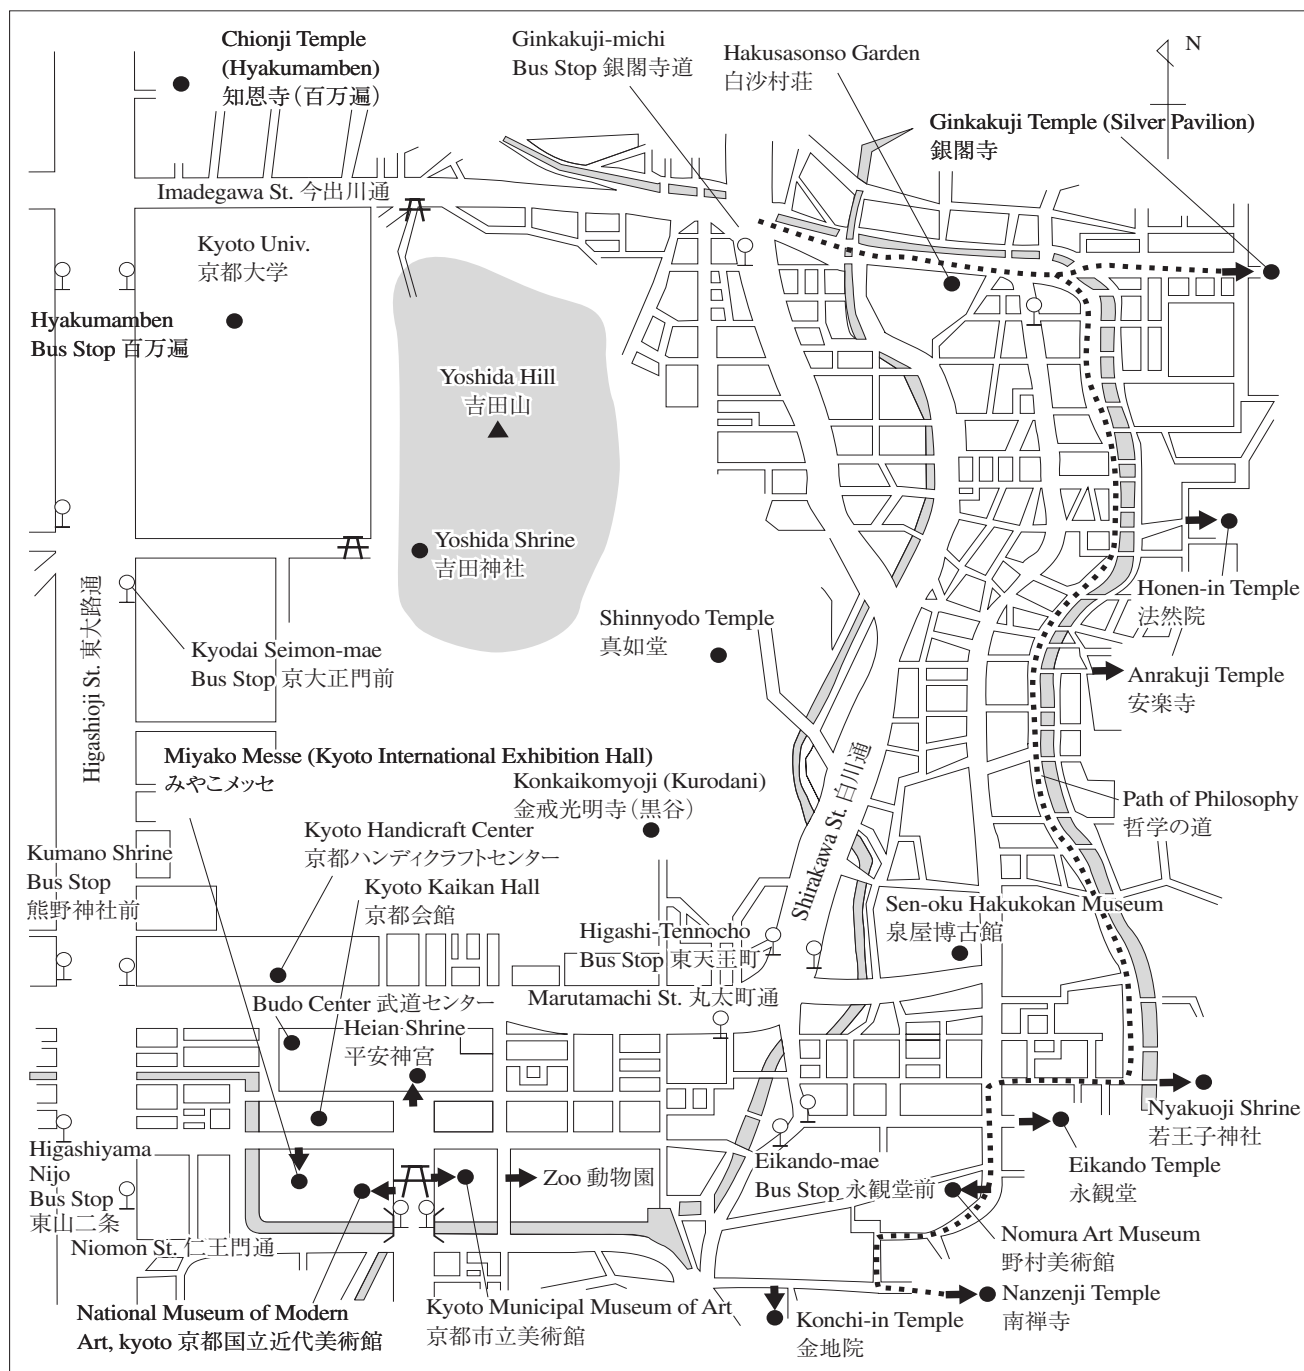 Chionji Temple
(Hyakumamben)
知恩寺（百万遍）
Ginkakuji-michi
Bus Stop 銀閣寺道
Hakusasonso Garden
白沙村荘
N
Ginkakuji Temple (Silver Pavilion)
銀閣寺
Imadegawa St. 今出川通
Kyoto Univ.
京都大学
Hyakumamben
Bus Stop 百万遍
Yoshida Hill
吉田山
Yoshida Shrine
吉田神社
Honen-in Temple
法然院
Higashioji St. 東大路通
Shinnyodo Temple
真如堂
Kyodai Seimon-mae
Bus Stop 京大正門前
Anrakuji Temple
安楽寺
Miyako Messe (Kyoto International Exhibition Hall)
みやこメッセ
Konkaikomyoji (Kurodani)
金戒光明寺（黒谷）
Shirakawa St. 白川通
Path of Philosophy
哲学の道
Kyoto Handicraft Center
京都ハンディクラフトセンター
Kumano Shrine
Bus Stop
熊野神社前
Kyoto Kaikan Hall
京都会館
Sen-oku Hakukokan Museum
泉屋博古館
Higashi-Tennocho
Bus Stop 東天王町
Marutamachi St. 丸太町通
Budo Center 武道センター
Heian Shrine
平安神宮
Nyakuoji Shrine
若王子神社
Higashiyama
Nijo
Bus Stop
東山二条
Zoo 動物園
Eikando-mae
Bus Stop 永観堂前
Eikando Temple
永観堂
Niomon St. 仁王門通
Nomura Art Museum
野村美術館
National Museum of Modern
Art, kyoto 京都国立近代美術館
Kyoto Municipal Museum of Art
京都市立美術館
Konchi-in Temple
金地院
Nanzenji Temple
南禅寺